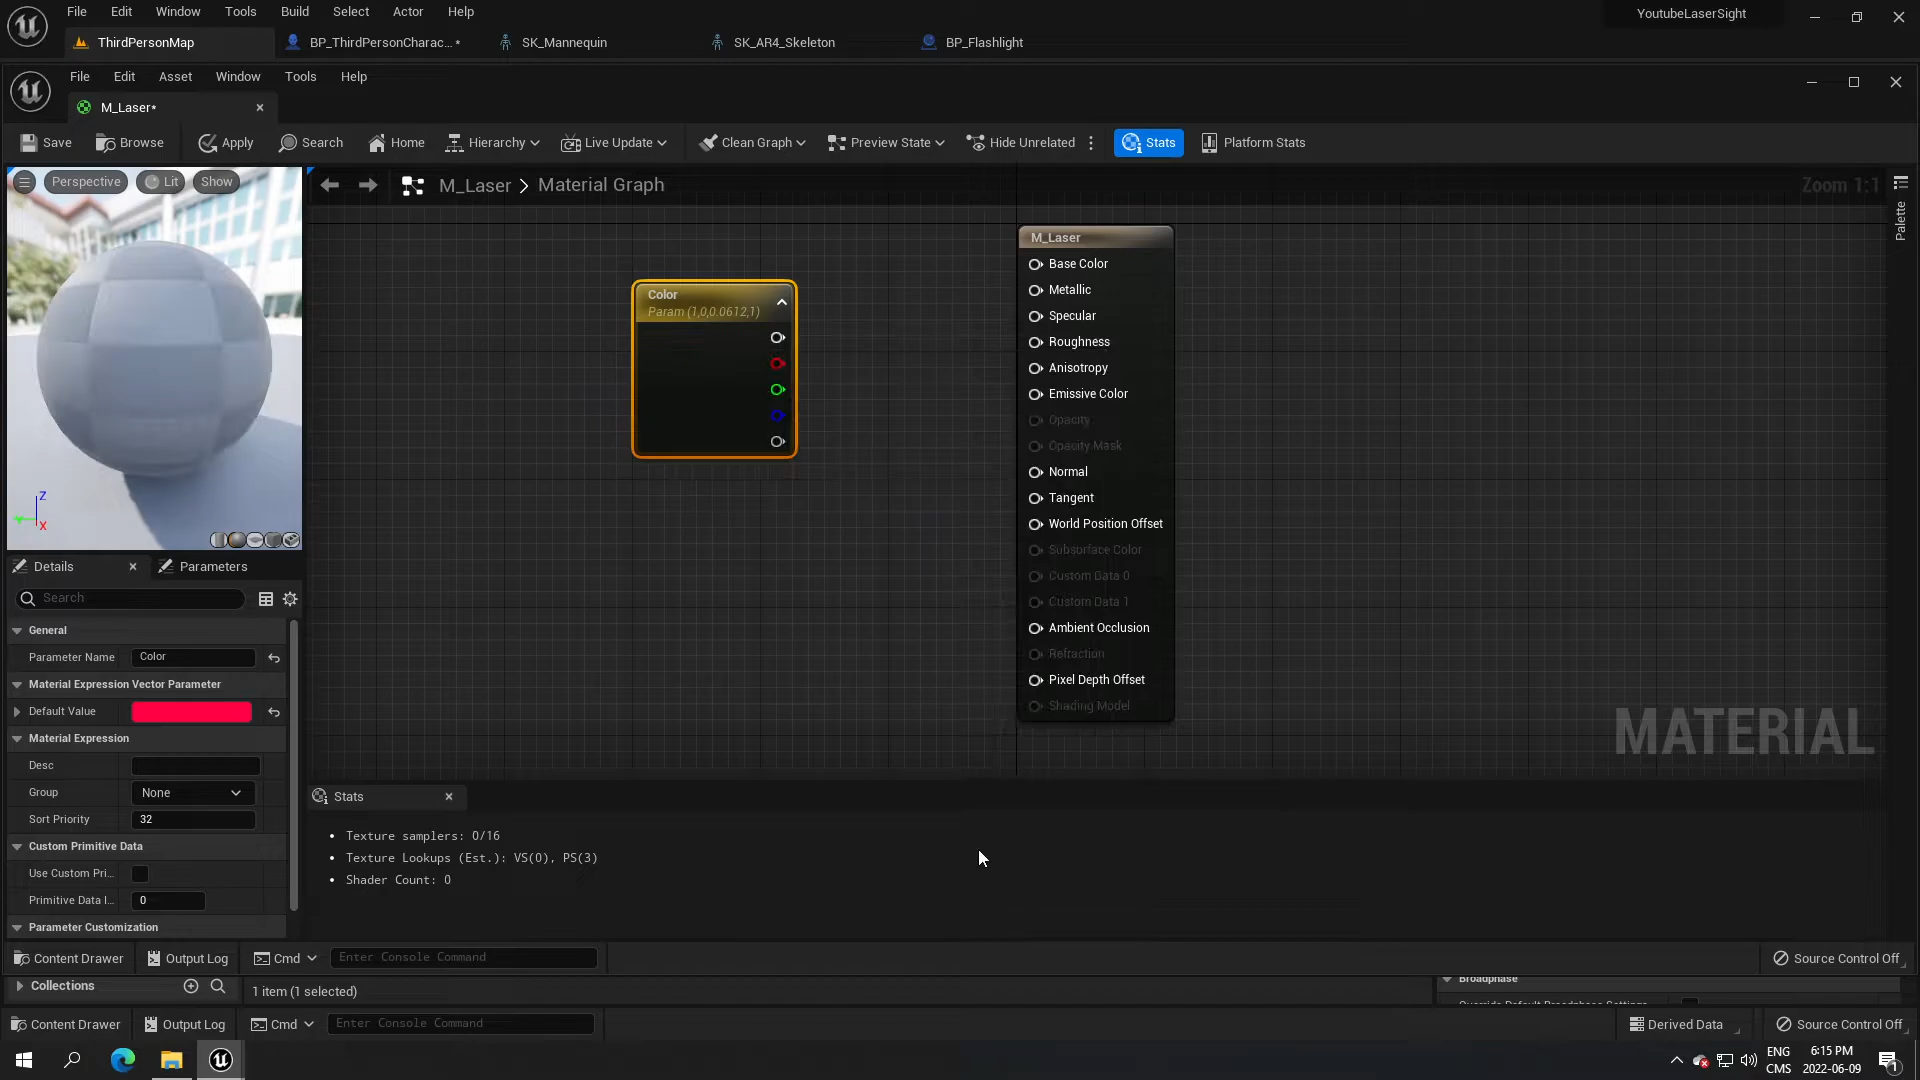 File Edit Window Tools Build Select Actor Help
YoutubeLaserSight
ThirdPersonMap
BP_ThirdPersonCharac... *
SK_Mannequin
SK_AR4_Skeleton
BP_Flashlight
File Edit Asset Window Tools Help
M_Laser*
Save
Browse
Apply
Search
Home
Hierarchy
Live Update
Clean Graph
Preview State
Hide Unrelated
Stats
Platform Stats
Perspective
Lit
Show
M_Laser > Material Graph
Zoom 1:1
Palette
M_Laser
Base Color
Metallic
Specular
Roughness
Anisotropy
Emissive Color
Opacity
Opacity Mask
Normal
Tangent
World Position Offset
Subsurface Color
Custom Data 0
Custom Data 1
Ambient Occlusion
Refraction
Pixel Depth Offset
Shading Model
Color
Param (1,0,0.0612,1)
MATERIAL
Z
Y
X
Details
Parameters
Search
General
Parameter Name Color
Material Expression Vector Parameter
Default Value
Material Expression
Desc
Group None
Sort Priority 32
Custom Primitive Data
Use Custom Pri...
Primitive Data I... 0
Parameter Customization
Stats
Texture samplers: 0/16
Texture Lookups (Est.): VS(0), PS(3)
Shader Count: 0
Content Drawer
Output Log
Cmd
Enter Console Command
Source Control Off
Collections
1 item (1 selected)
Broadphase
Override Default Broadphase Settings
Content Drawer
Output Log
Cmd
Enter Console Command
Derived Data
Source Control Off
ENG
CMS
6:15 PM
2022-06-09
1